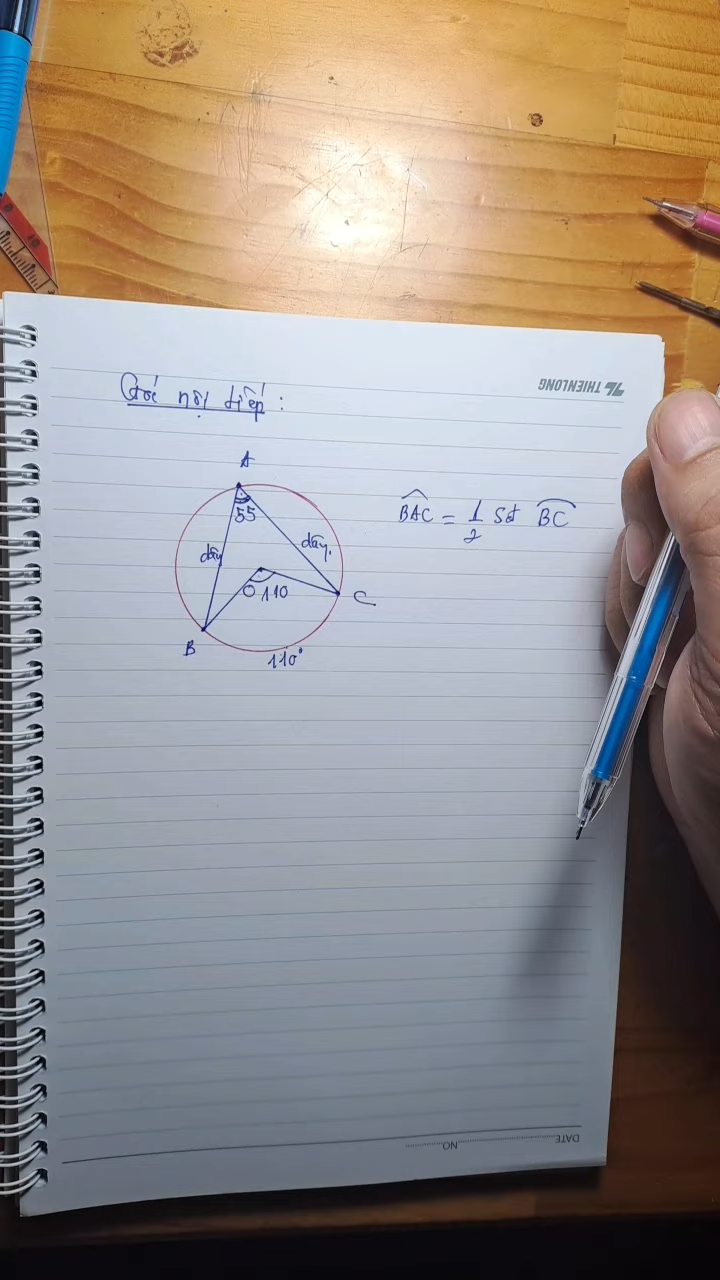 THIENLONG
Góc nội tiếp :
A
55
BAC = 1/2 Sđ BC
dây
dây
O 110
C
B
110°
DATE
NO